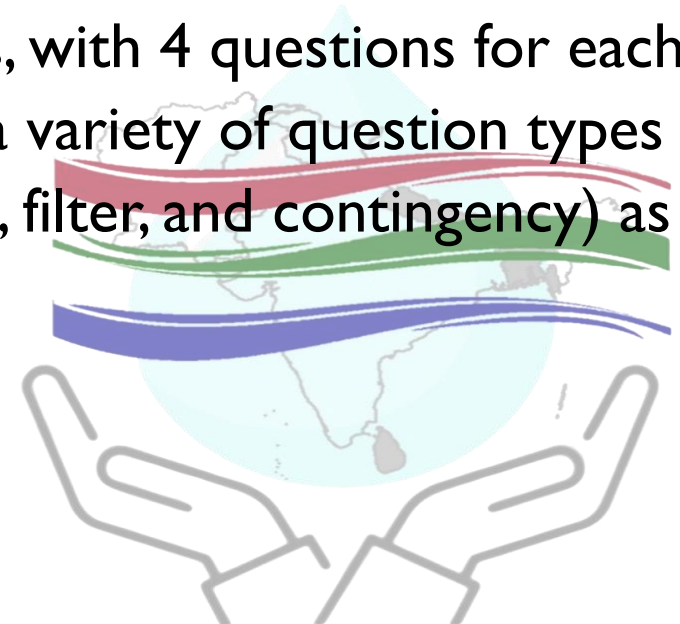 , with 4 questions for each
variety of question types
, filter, and contingency) as